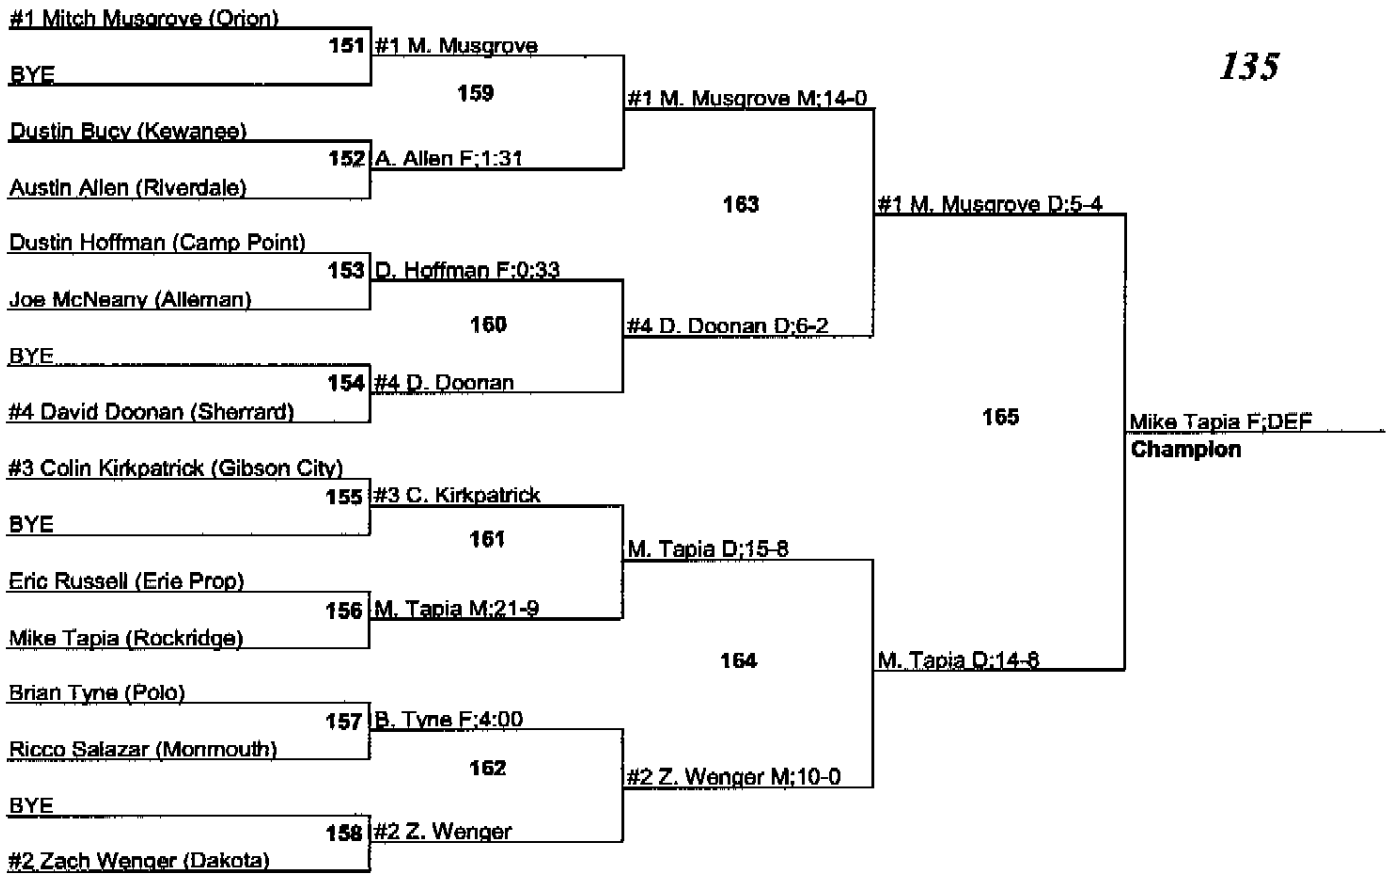 #1 Mitch Musgrove (Orion)
151 #1 M. Musgrove
135
BYE
159
#1 M. Musgrove M;14-0
Dustin Bucy (Kewanee)
152 A. Allen F;1:31
Austin Allen (Riverdale)
163
#1 M. Musgrove D;5-4
Dustin Hoffman (Camp Point)
153 D. Hoffman F;0:33
Joe McNeany (Alleman)
160
#4 D. Doonan D;6-2
BYE
154 #4 D. Doonan
#4 David Doonan (Sherrard)
165
Mike Tapia F;DEF
Champion
#3 Colin Kirkpatrick (Gibson City)
155 #3 C. Kirkpatrick
BYE
161
M. Tapia D;15-8
Eric Russell (Erie Prop)
156 M. Tapia M;21-9
Mike Tapia (Rockridge)
164
M. Tapia D;14-8
Brian Tyne (Polo)
157 B. Tyne F;4:00
Ricco Salazar (Monmouth)
162
#2 Z. Wenger M;10-0
BYE
158 #2 Z. Wenger
#2 Zach Wenger (Dakota)